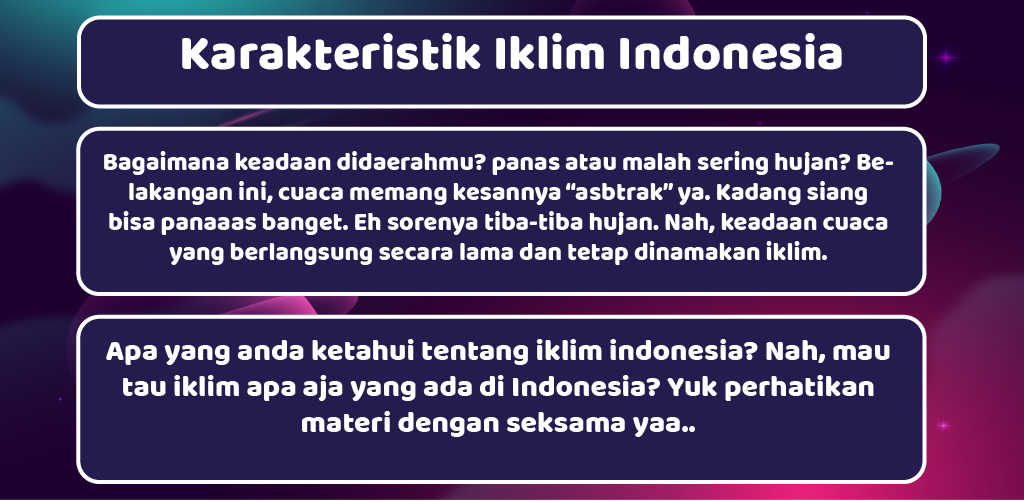 Karakteristik Iklim Indonesia
Bagaimana keadaan didaerahmu? panas atau malah sering hujan? Be-
lakangan ini, cuaca memang kesannya “asbtrak” ya. Kadang siang
bisa panaaas banget. Eh sorenya tiba-tiba hujan. Nah, keadaan cuaca
yang berlangsung secara lama dan tetap dinamakan iklim.
Apa yang anda ketahui tentang iklim indonesia? Nah, mau
tau iklim apa aja yang ada di Indonesia? Yuk perhatikan
materi dengan seksama yaa..